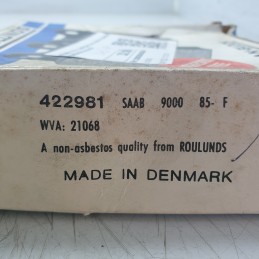 422981 SAAB 9000 85- F
WVA: 21068
A non-asbestos quality from ROULUNDS
MADE IN DENMARK